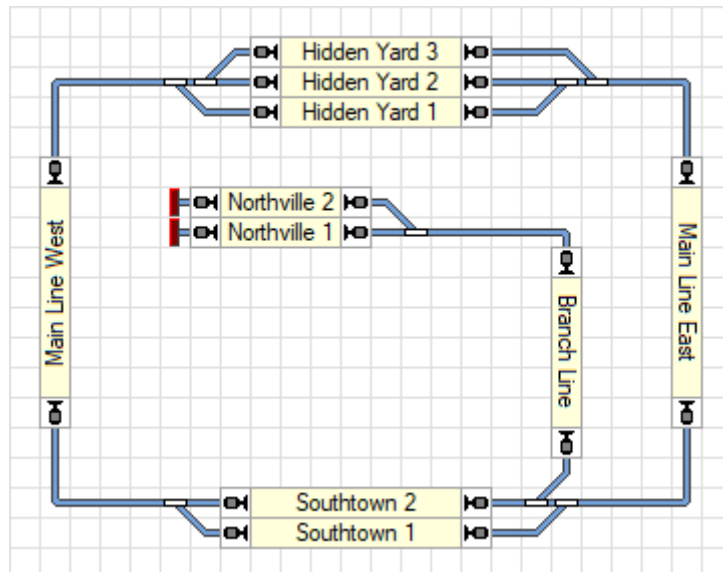 Hidden Yard 3
Hidden Yard 2
Hidden Yard 1
Northville 2
Northville 1
Main Line West
Main Line East
Branch Line
Southtown 2
Southtown 1